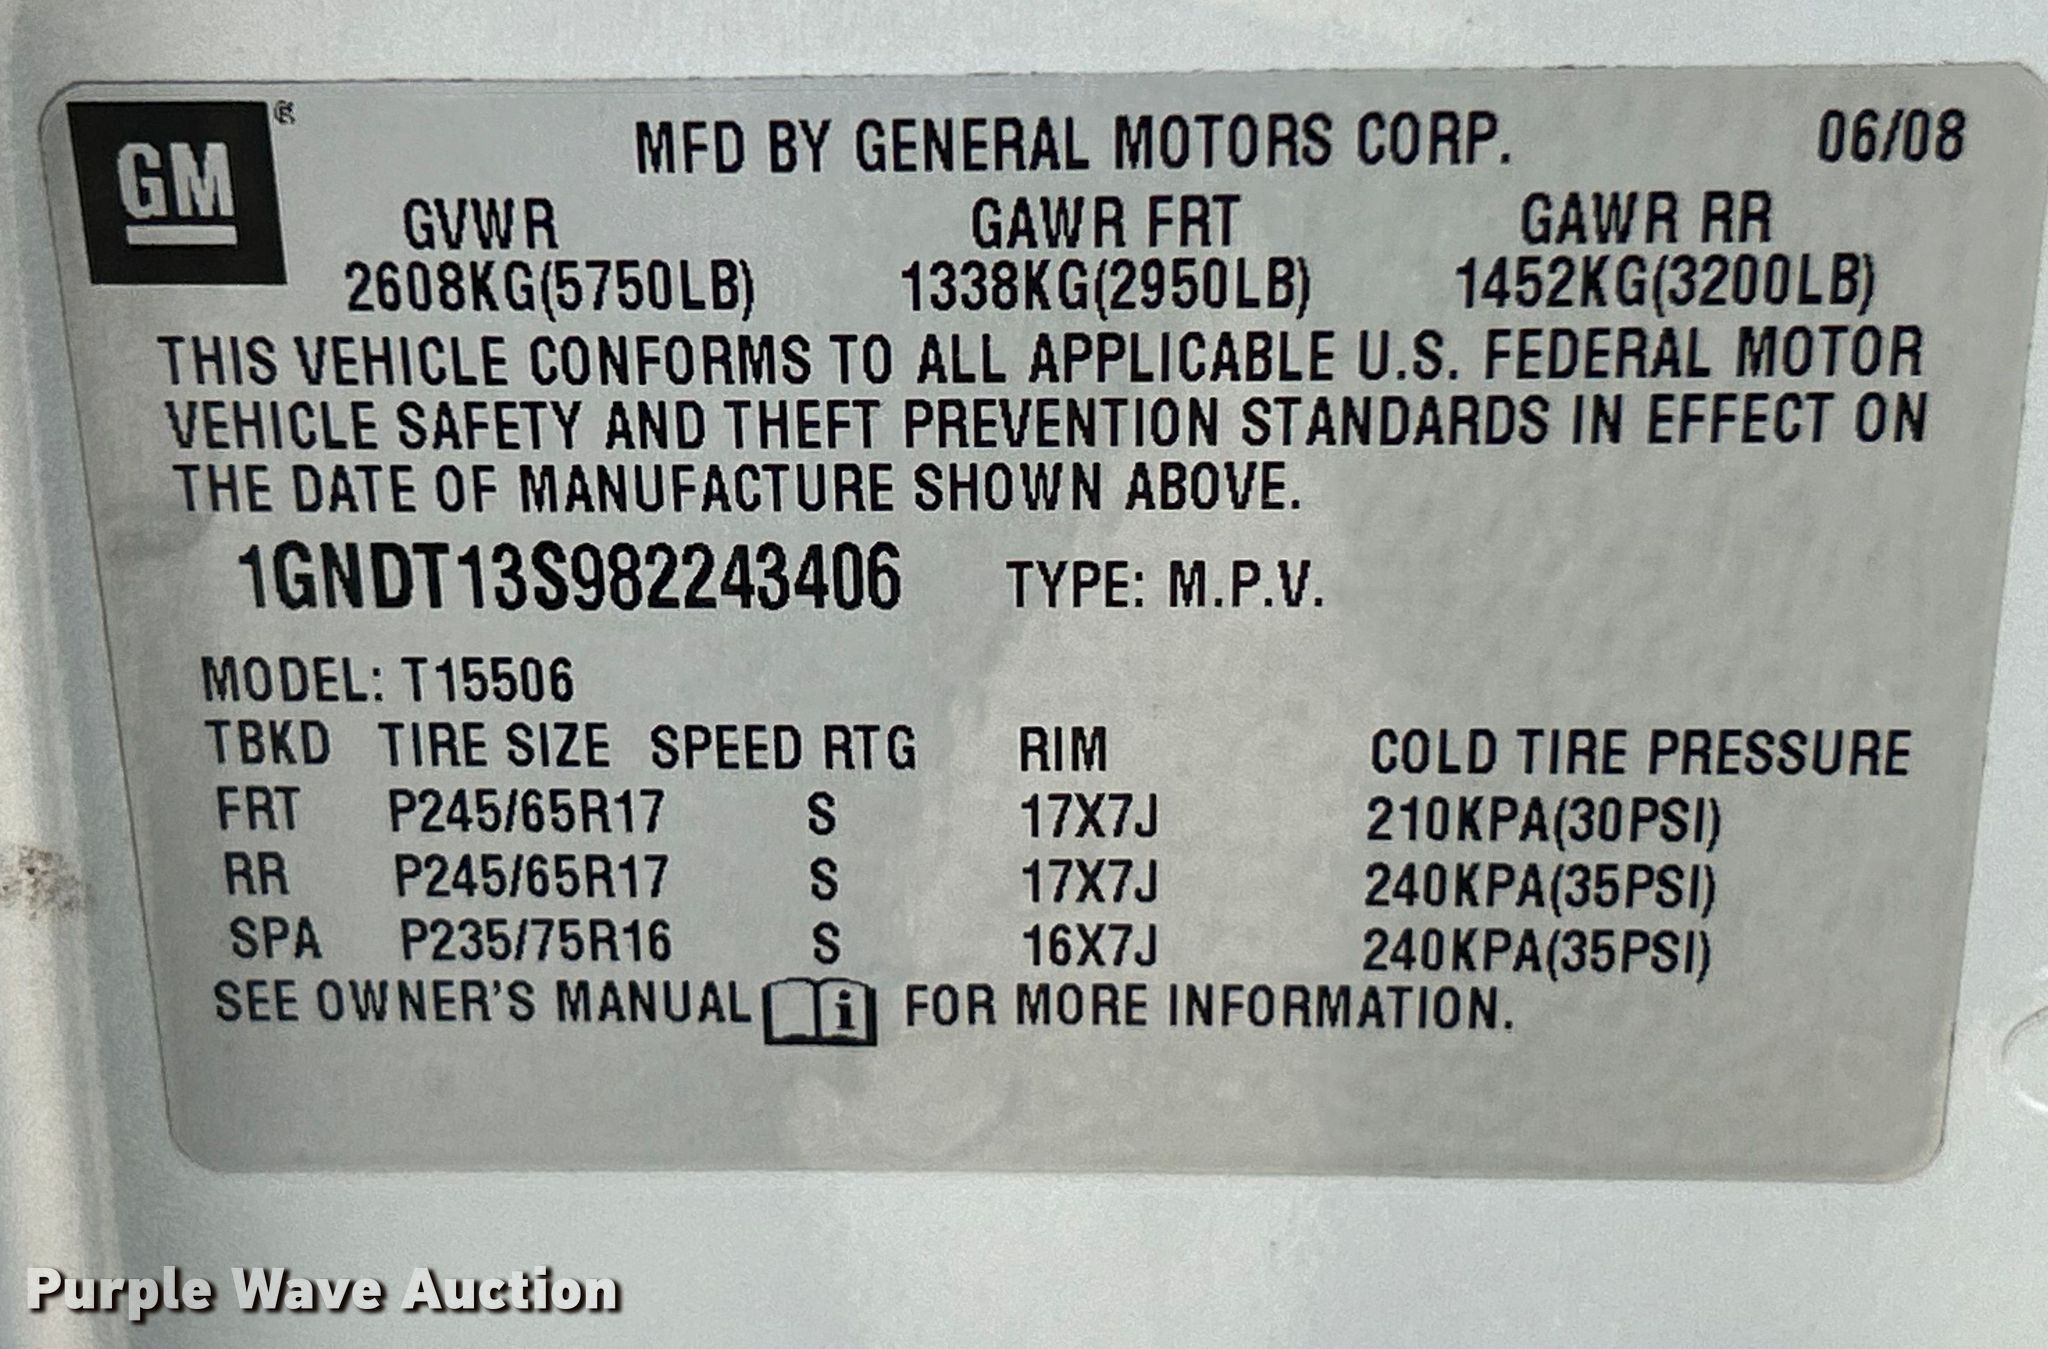 GM®
MFD BY GENERAL MOTORS CORP. 06/08
GVWR GAWR FRT GAWR RR
2608KG(5750LB) 1338KG(2950LB) 1452KG(3200LB)
THIS VEHICLE CONFORMS TO ALL APPLICABLE U.S. FEDERAL MOTOR
VEHICLE SAFETY AND THEFT PREVENTION STANDARDS IN EFFECT ON
THE DATE OF MANUFACTURE SHOWN ABOVE.
1GNDT13S982243406 TYPE: M.P.V.
MODEL: T15506
TBKD TIRE SIZE SPEED RTG RIM COLD TIRE PRESSURE
FRT P245/65R17 S 17X7J 210KPA(30PSI)
RR P245/65R17 S 17X7J 240KPA(35PSI)
SPA P235/75R16 S 16X7J 240KPA(35PSI)
SEE OWNER'S MANUAL i FOR MORE INFORMATION.
Purple Wave Auction